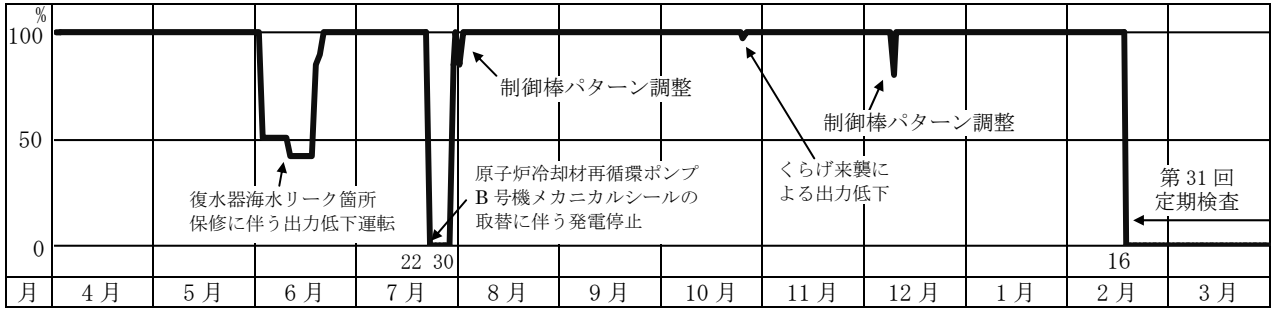 %
100
50
0
制御棒パターン調整
制御棒パターン調整
復水器海水リーク箇所
保修に伴う出力低下運転
原子炉冷却材再循環ポンプ
B 号機メカニカルシールの
取替に伴う発電停止
くらげ来襲に
よる出力低下
第 31 回
定期検査
22 30
16
月 4 月 5 月 6 月 7 月 8 月 9 月 10 月 11 月 12 月 1 月 2 月 3 月